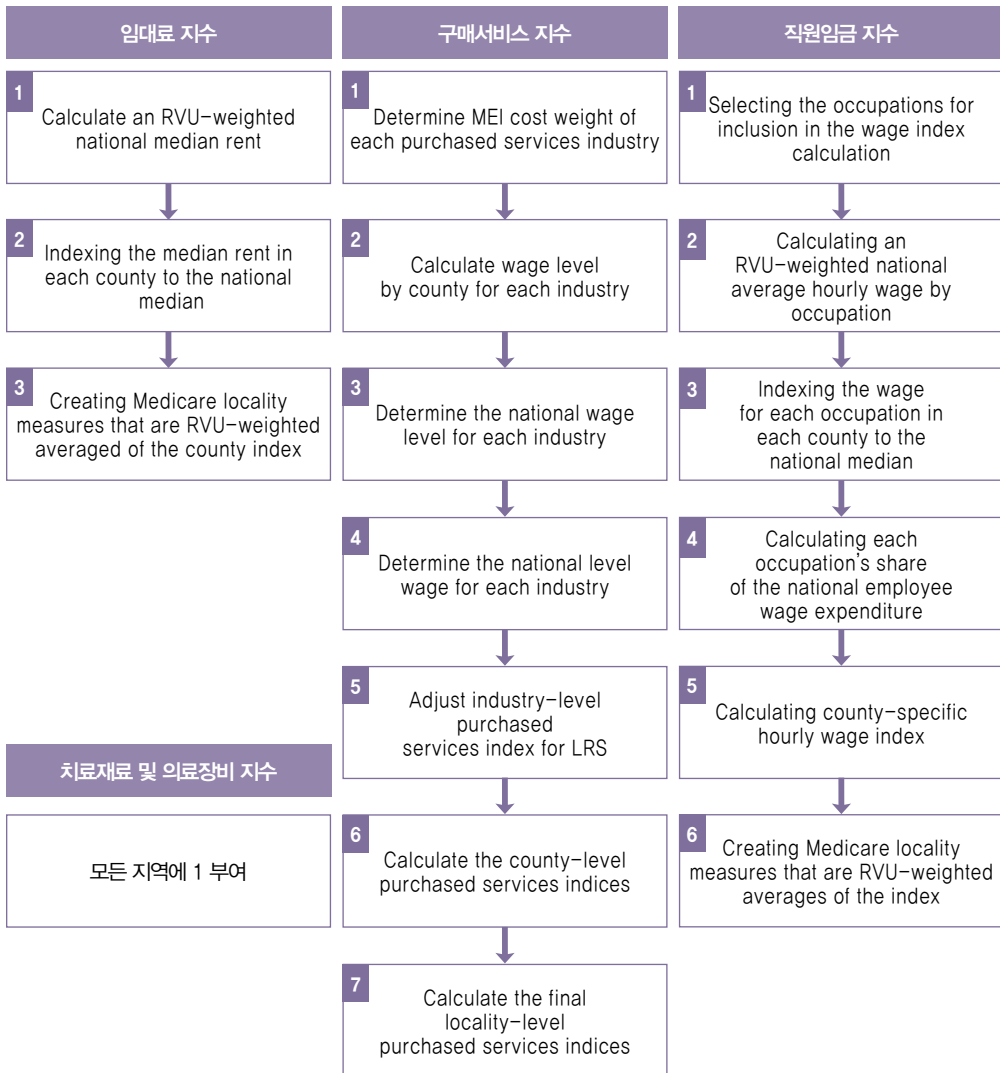 임대료 지수
1
Calculate an RVU-weighted
national median rent
2
Indexing the median rent in
each county to the national
median
3
Creating Medicare locality
measures that are RVU-weighted
averaged of the county index
치료재료 및 의료장비 지수
모든 지역에 1 부여
구매서비스 지수
1
Determine MEI cost weight of
each purchased services industry
2
Calculate wage level
by county for each industry
3
Determine the national wage
level for each industry
4
Determine the national level
wage for each industry
5
Adjust industry-level
purchased
services index for LRS
6
Calculate the county-level
purchased services indices
7
Calculate the final
locality-level
purchased services indices
직원임금 지수
1
Selecting the occupations for
inclusion in the wage index
calculation
2
Calculating an
RVU-weighted national
average hourly wage by
occupation
3
Indexing the wage
for each occupation in
each county to the
national median
4
Calculating each
occupation's share
of the national employee
wage expenditure
5
Calculating county-specific
hourly wage index
6
Creating Medicare locality
measures that are RVU-weighted
averages of the index